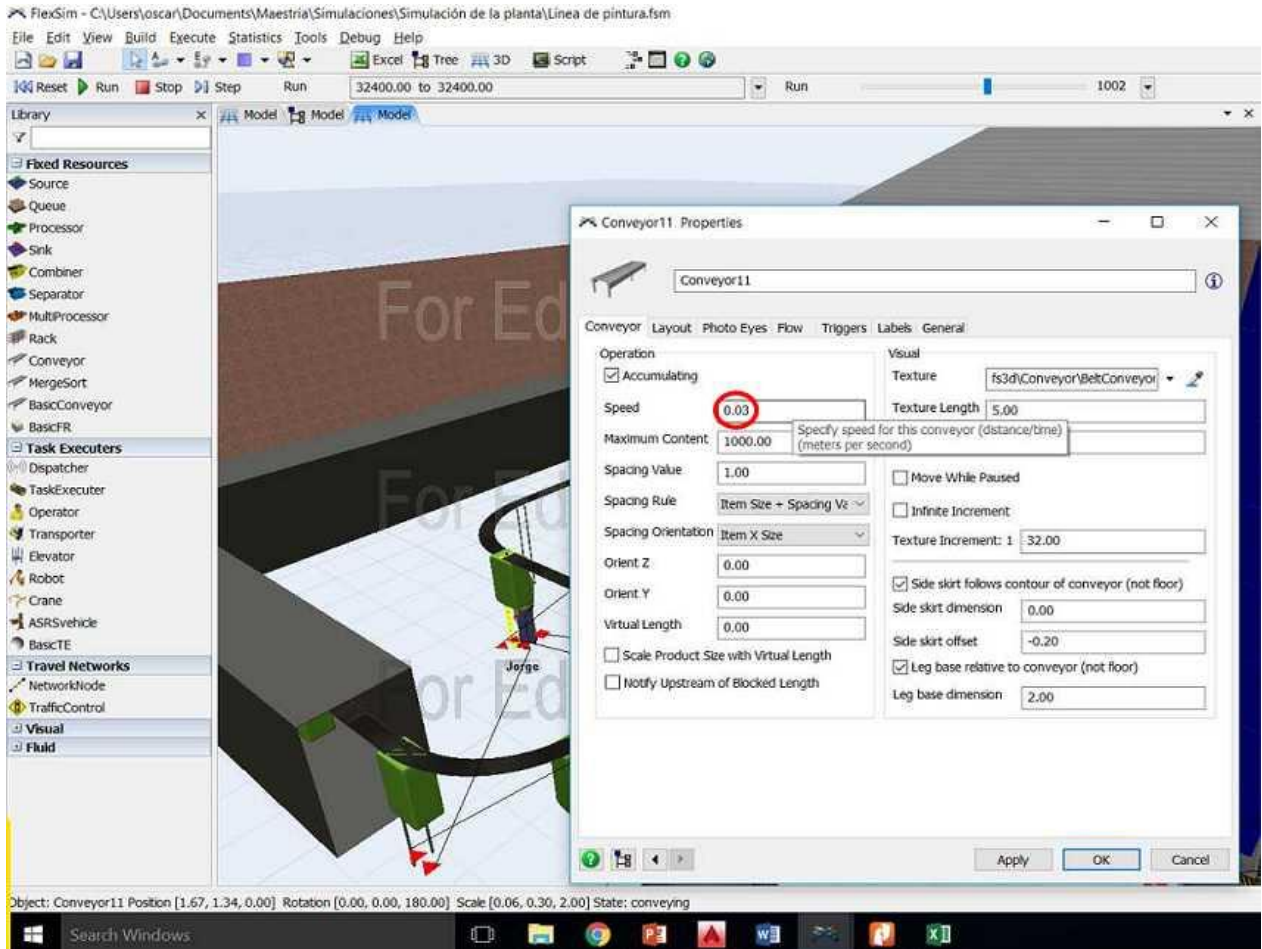 FlexSim - C:\Users\oscar\Documents\Maestria\Simulaciones\Simulación de la planta\Linea de pintura.fsm
File Edit View Build Execute Statistics Tools Debug Help
Excel Tree 3D Script
Reset Run Stop Step Run 32400.00 to 32400.00 Run 1002
Library Model Model Model
Fixed Resources
Source
Queue
Processor
Sink
Combiner
Separator
MultiProcessor
Rack
Conveyor
MergeSort
BasicConveyor
BasicFR
Task Executers
Dispatcher
TaskExecuter
Operator
Transporter
Elevator
Robot
Crane
ASRSvehicle
BasicTE
Travel Networks
NetworkNode
TrafficControl
Visual
Fluid
For Ed
For Ed
Jorge
For Ed
Conveyor11 Properties
Conveyor11
Conveyor Layout Photo Eyes Flow Triggers Labels General
Operation
Accumulating
Speed 0.03
Specify speed for this conveyor (distance/time)
(meters per second)
Maximum Content 1000.00
Spacing Value 1.00
Spacing Rule Item Size + Spacing Va
Spacing Orientation Item X Size
Orient Z 0.00
Orient Y 0.00
Virtual Length 0.00
Scale Product Size with Virtual Length
Notify Upstream of Blocked Length
Visual
Texture fs3d\Conveyor\BeltConveyor
Texture Length 5.00
Move While Paused
Infinite Increment
Texture Increment: 1 32.00
Side skirt follows contour of conveyor (not floor)
Side skirt dimension 0.00
Side skirt offset -0.20
Leg base relative to conveyor (not floor)
Leg base dimension 2.00
Apply OK Cancel
Object: Conveyor11 Position [1.67, 1.34, 0.00] Rotation [0.00, 0.00, 180.00] Scale [0.06, 0.30, 2.00] State: conveying
Search Windows